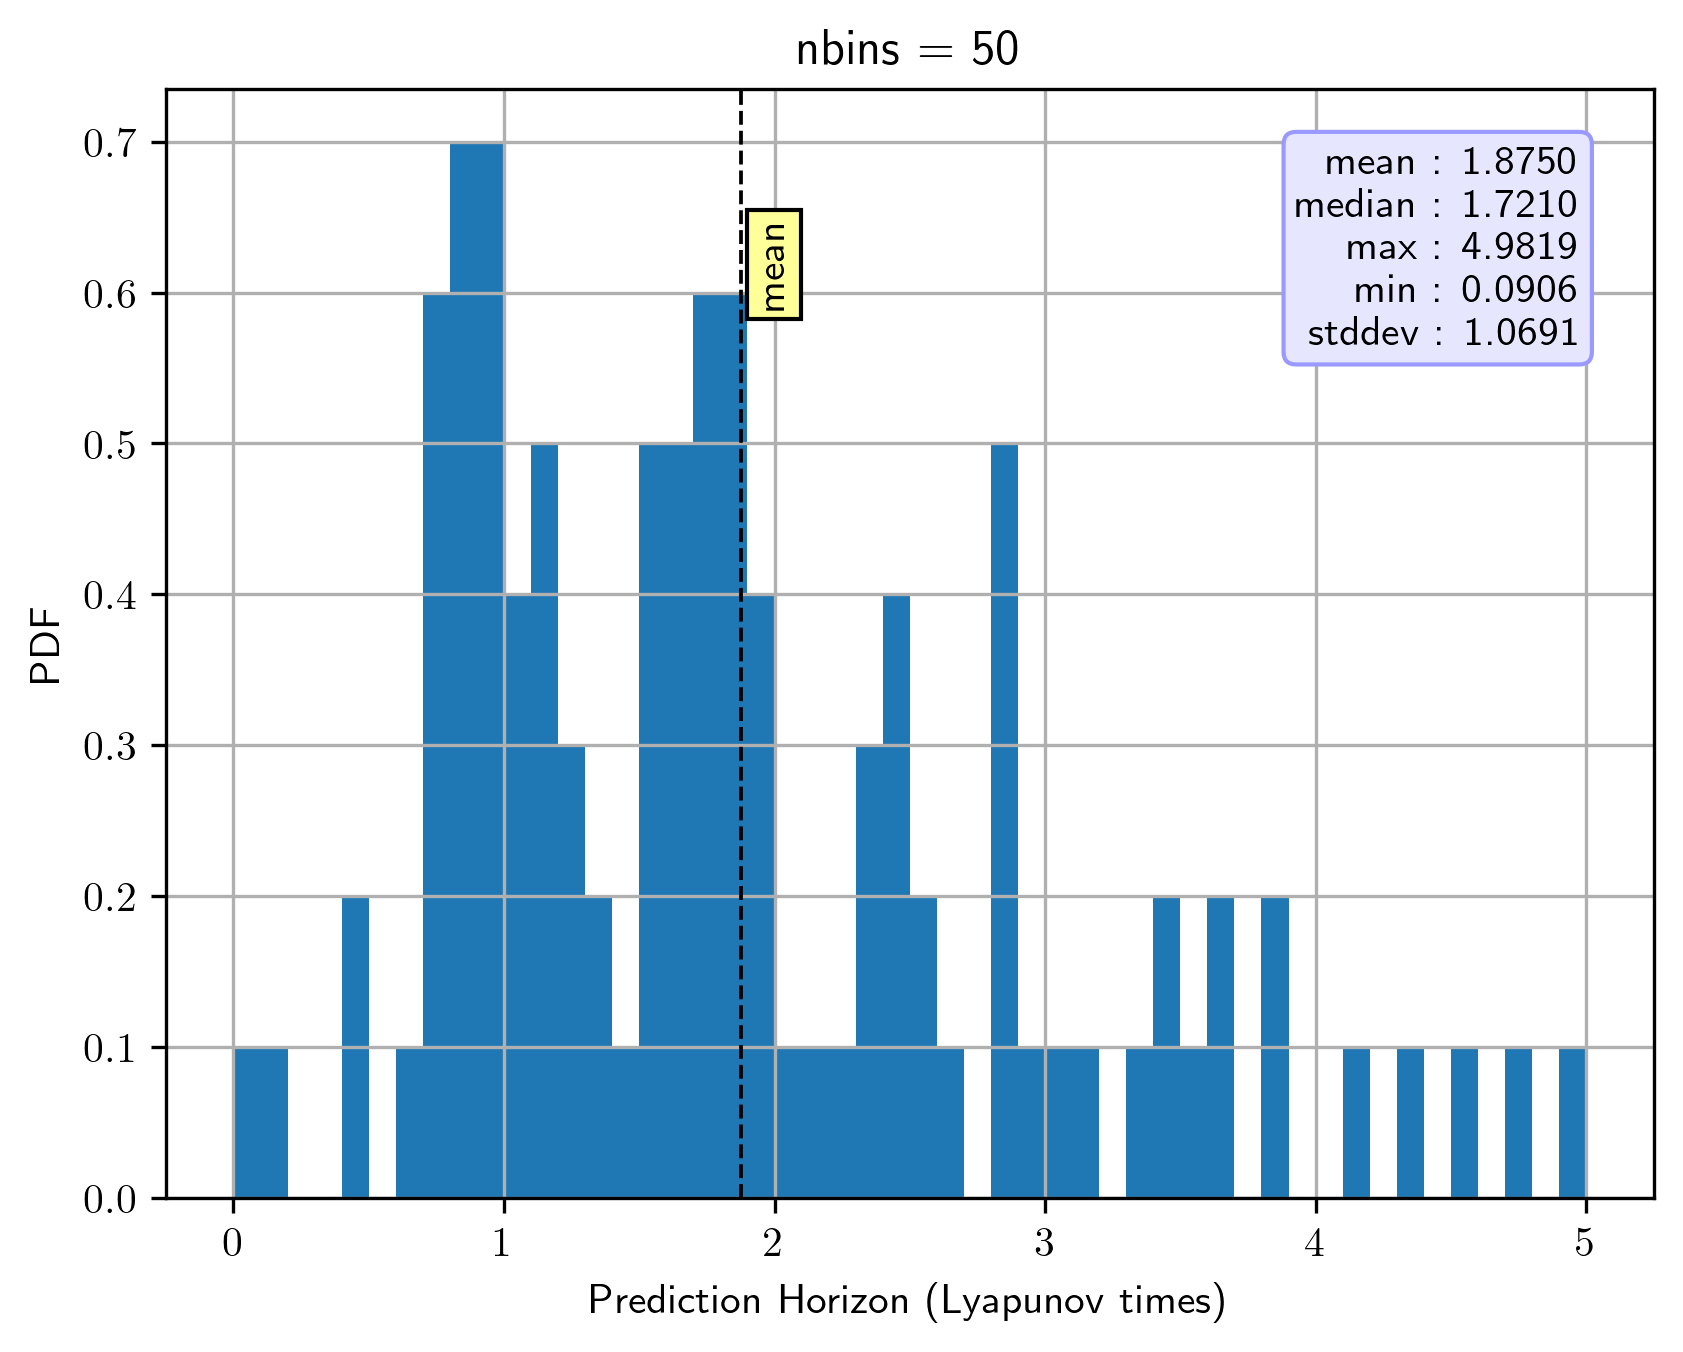 nbins = 50
PDF
0.7
0.6
0.5
0.4
0.3
0.2
0.1
0.0
mean
mean : 1.8750
median : 1.7210
max : 4.9819
min : 0.0906
stddev : 1.0691
0 1 2 3 4 5
Prediction Horizon (Lyapunov times)